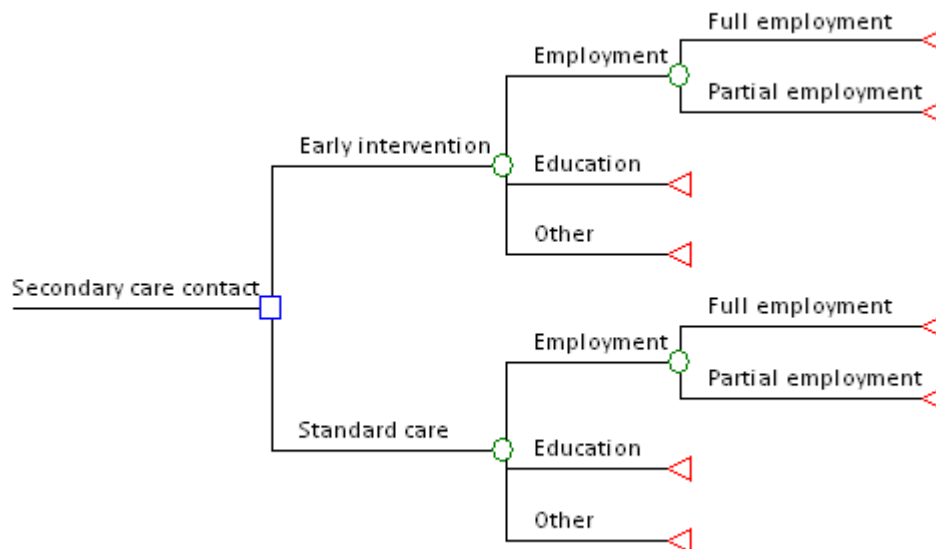 Full employment
Employment
Partial employment
Early intervention
Education
Other
Secondary care contact
Full employment
Employment
Partial employment
Standard care
Education
Other